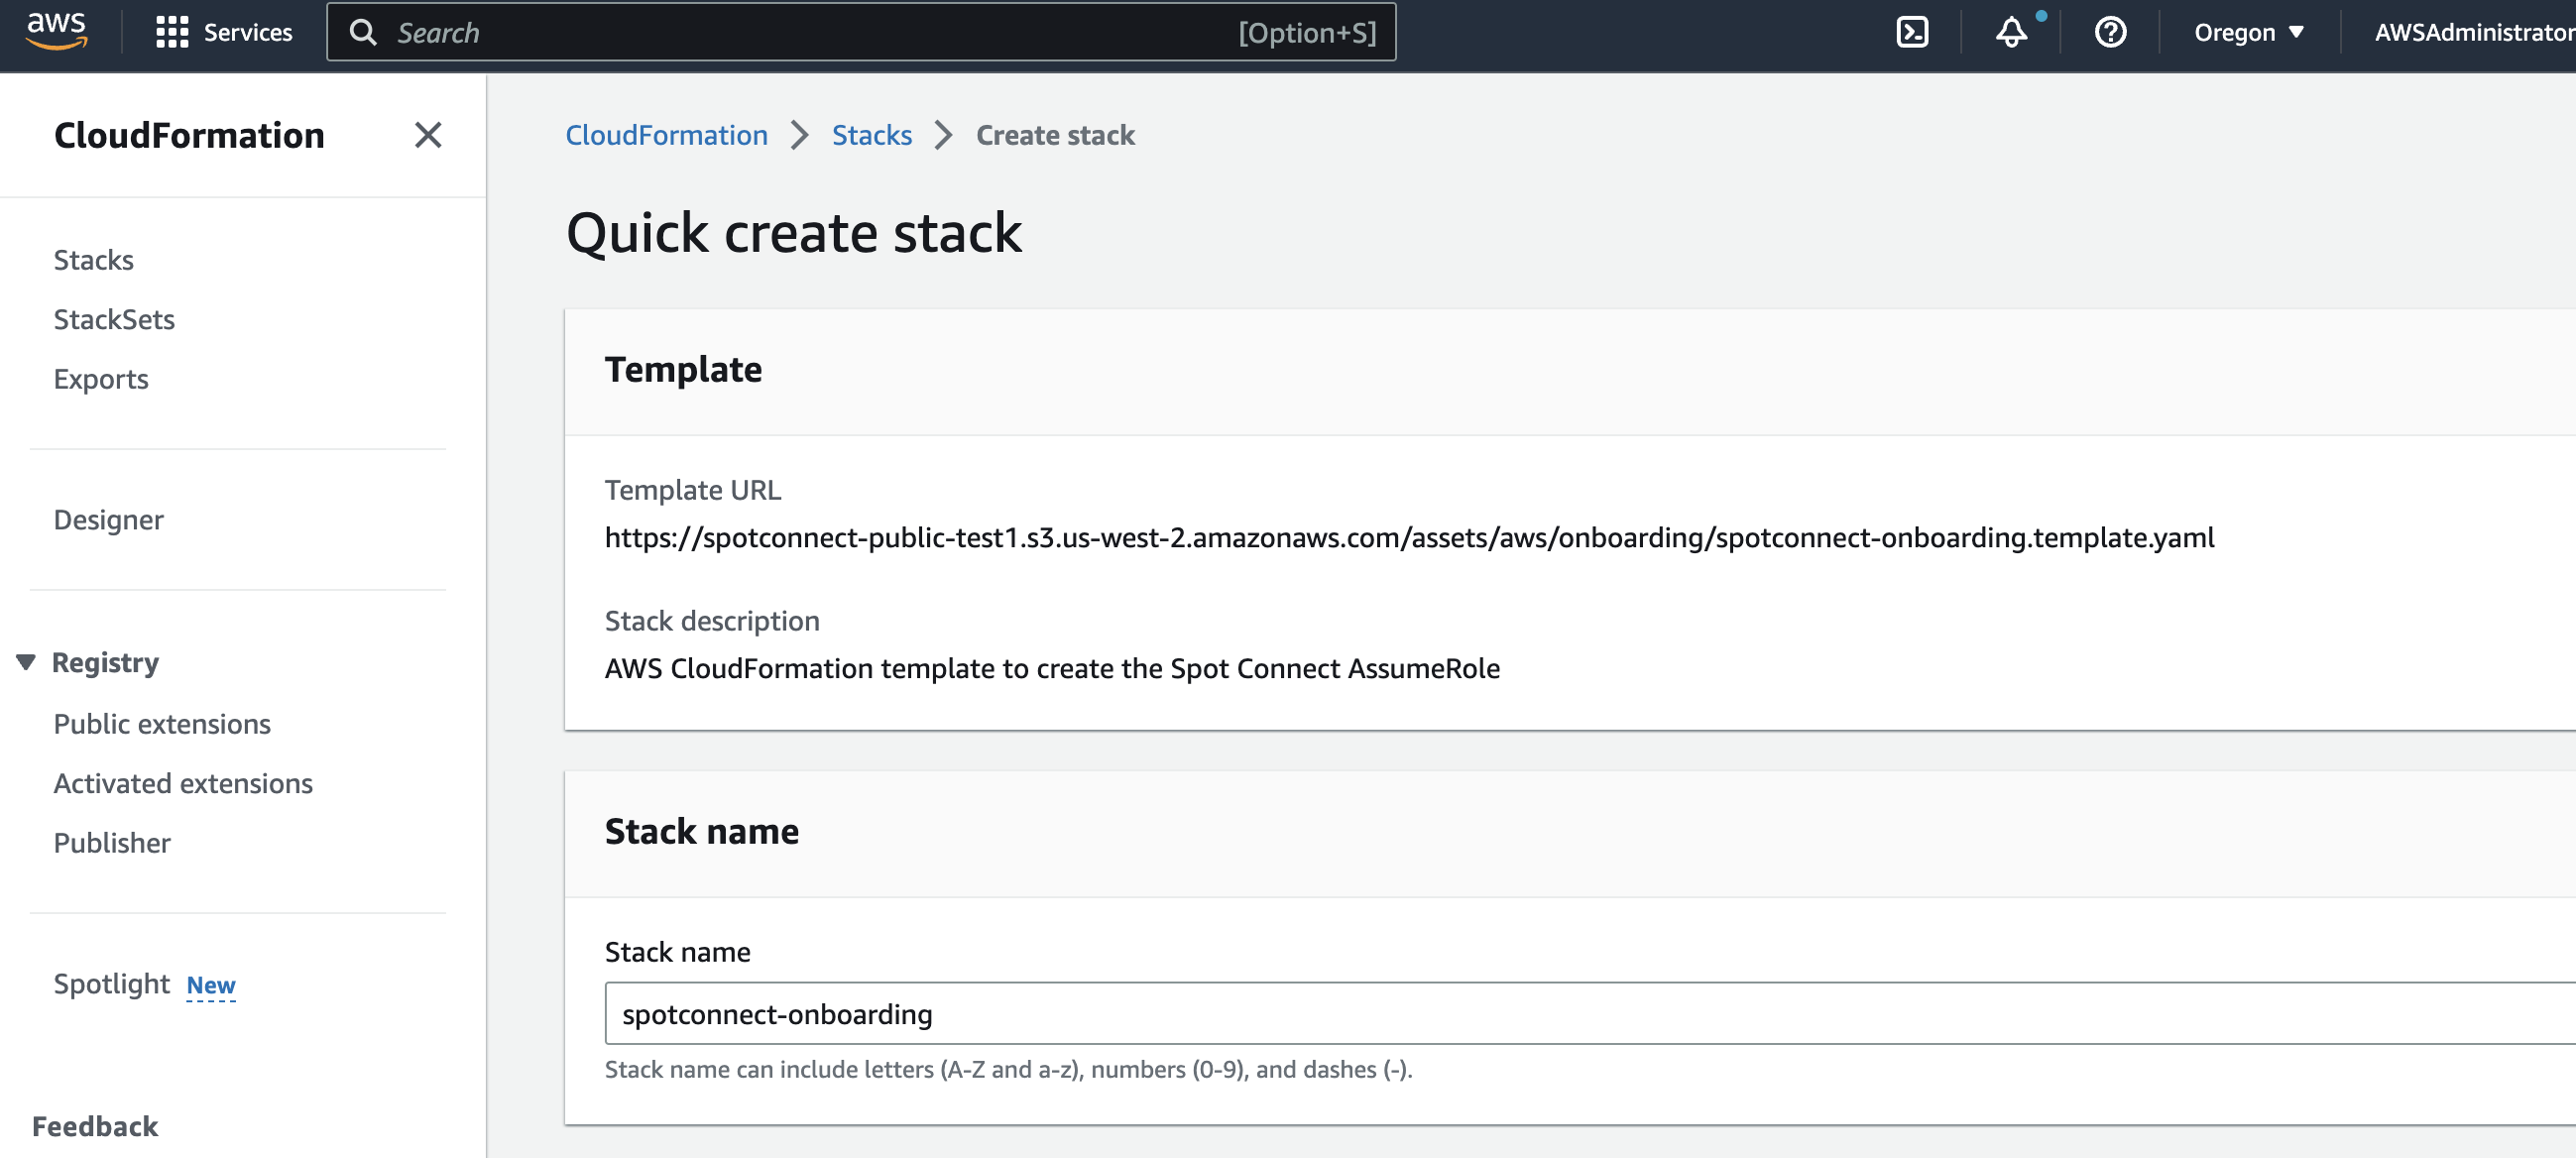 aws
Services
Search
[Option+S]
Oregon
AWSAdministrator
CloudFormation
Stacks
StackSets
Exports
Designer
Registry
Public extensions
Activated extensions
Publisher
Spotlight New
Feedback
CloudFormation > Stacks > Create stack
Quick create stack
Template
Template URL
https://spotconnect-public-test1.s3.us-west-2.amazonaws.com/assets/aws/onboarding/spotconnect-onboarding.template.yaml
Stack description
AWS CloudFormation template to create the Spot Connect AssumeRole
Stack name
Stack name
spotconnect-onboarding
Stack name can include letters (A-Z and a-z), numbers (0-9), and dashes (-).